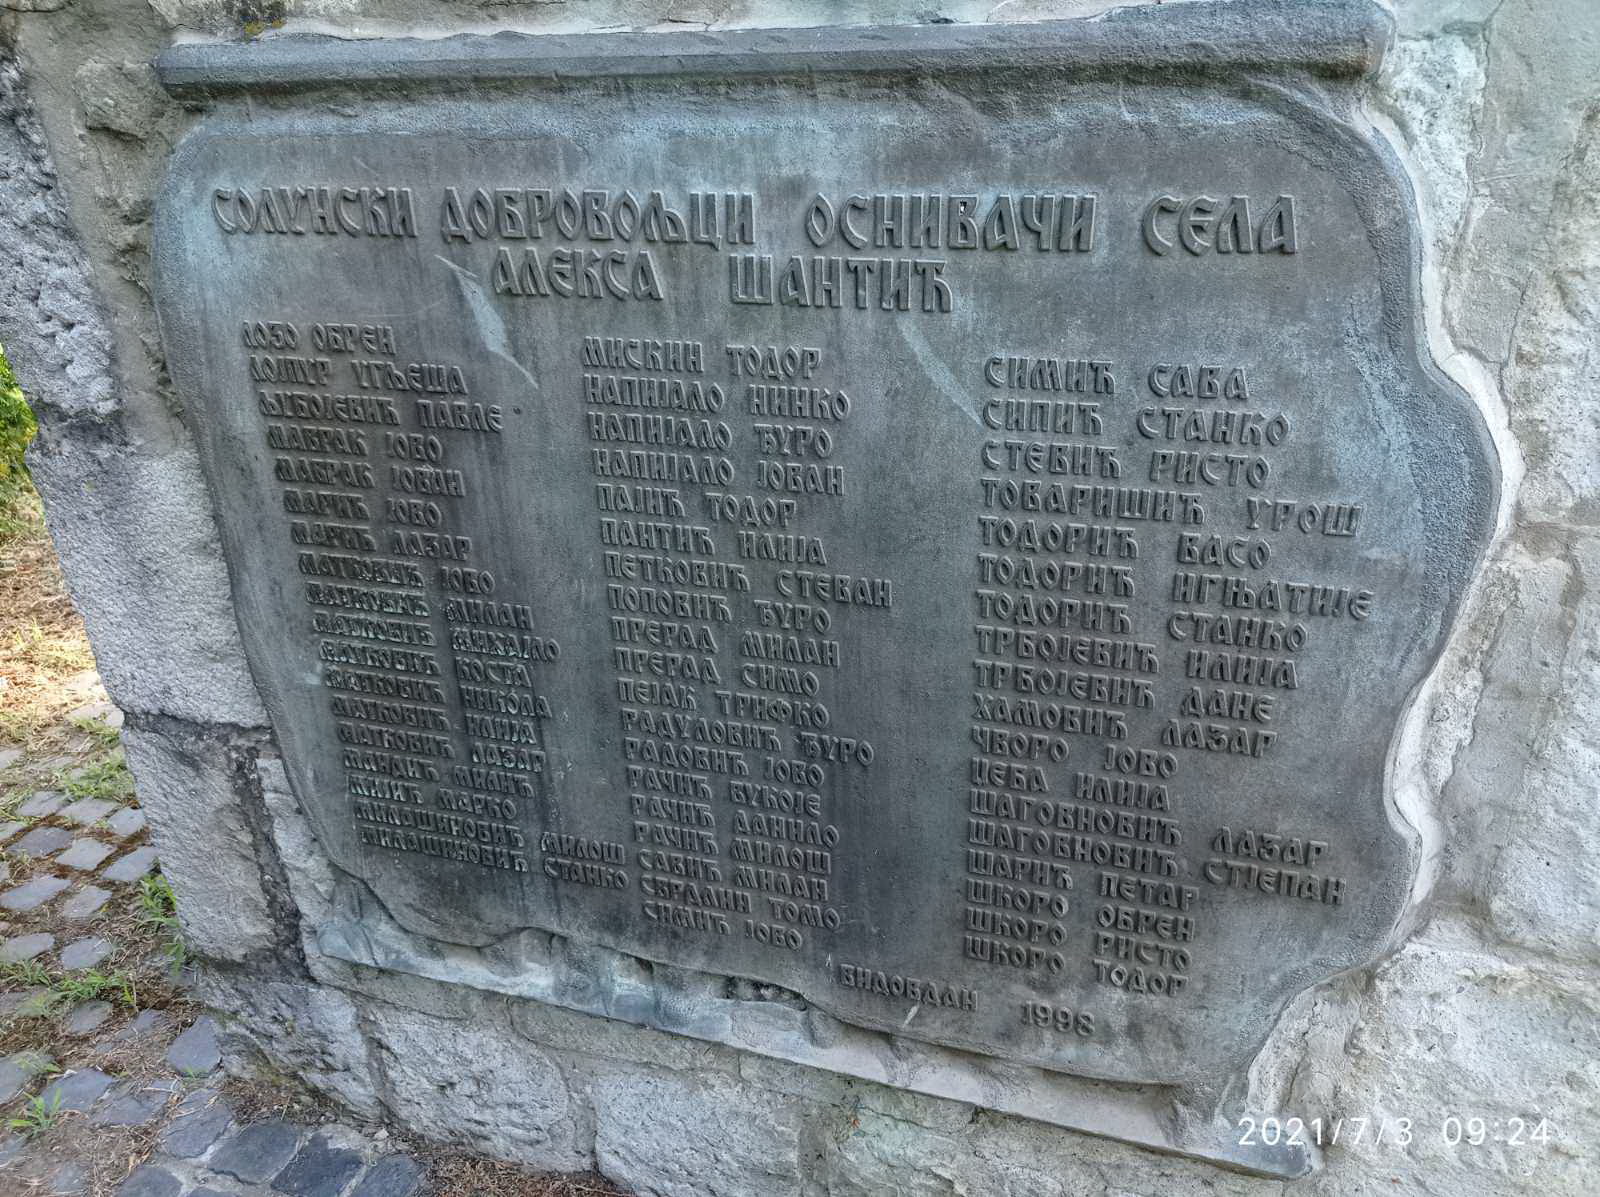 СОЛУНСКИ ДОБРОВОЉЦИ ОСНИВАЧИ СЕЛА
АЛЕКСА ШАНТИЋ
ЛОЗО ОБРЕН
ЛОМПУР УГЉЕША
ЉУБОЈЕВИЋ ПАВЛЕ
МАВРАК ЈОВО
МАВРАК ЈОВАН
МАРИЋ ЈОВО
МАРИЋ ЛАЗАР
МАТКОВИЋ ЈОВО
МАТКОВИЋ МИЛАН
МАТКОВИЋ МИХАЈЛО
МАТКОВИЋ КОСТА
МАТКОВИЋ НИКОЛА
МАТКОВИЋ ИЛИЈА
МАТКОВИЋ ЛАЗАР
МАНДИЋ МИЛИЋ
МИЈИЋ МАРКО
МИЛОШИНОВИЋ МИЛОШ
МИЛОШИНОВИЋ СТАНКО
МИСКИН ТОДОР
НАПИЈАЛО НИНКО
НАПИЈАЛО ЂУРО
НАПИЈАЛО ЈОВАН
ПАЈИЋ ТОДОР
ПАНТИЋ ИЛИЈА
ПЕТКОВИЋ СТЕВАН
ПОПОВИЋ ЂУРО
ПРЕРАД МИЛАН
ПРЕРАД СИМО
ПЕЈАК ТРИФКО
РАДУЛОВИЋ ЂУРО
РАДОВИЋ ЈОВО
РАЧИЋ ВУКОЈЕ
РАЧИЋ ДАНИЛО
РАЧИЋ МИЛОШ
САВИЋ МИЛАН
СВРАЛИН ТОМО
СИМИЋ ЈОВО
СИМИЋ САВА
СИПИЋ СТАНКО
СТЕВИЋ РИСТО
ТОВАРИШИЋ УРОШ
ТОДОРИЋ ВАСО
ТОДОРИЋ ИГЊАТИЈЕ
ТОДОРИЋ СТАНКО
ТРБОЈЕВИЋ ИЛИЈА
ТРБОЈЕВИЋ ДАНЕ
ХАМОВИЋ ЛАЗАР
ЧВОРО ЈОВО
ЏЕБА ИЛИЈА
ШАГОВНОВИЋ ЛАЗАР
ШАГОВНОВИЋ СТЈЕПАН
ШАРИЋ ПЕТАР
ШКОРО ОБРЕН
ШКОРО РИСТО
ШКОРО ТОДОР
ВИДОВДАН 1998
2021/7/3 09:24